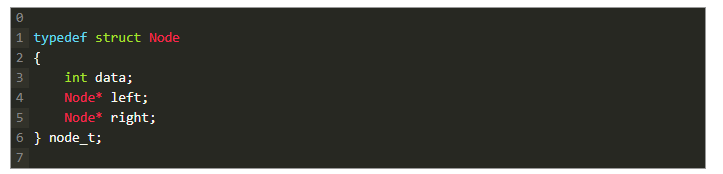 0
1 typedef struct Node
2 {
3     int data;
4     Node* left;
5     Node* right;
6 } node_t;
7